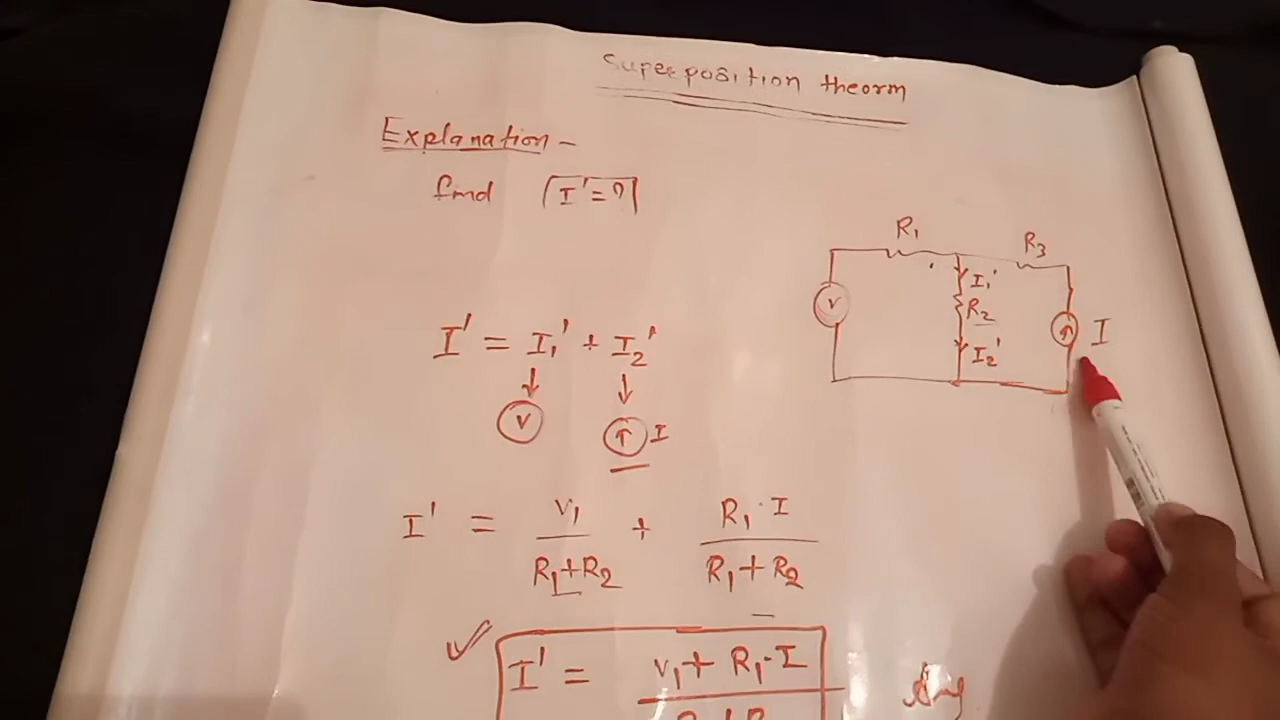 Superposition theorm
Explanation -
find I' = ?
R1
R3
V
I1'
R2
I2'
I
I' = I1' + I2'
V
I
I' = V1 / R1+R2 + R1·I / R1+R2
I' = V1 + R1·I
Ans